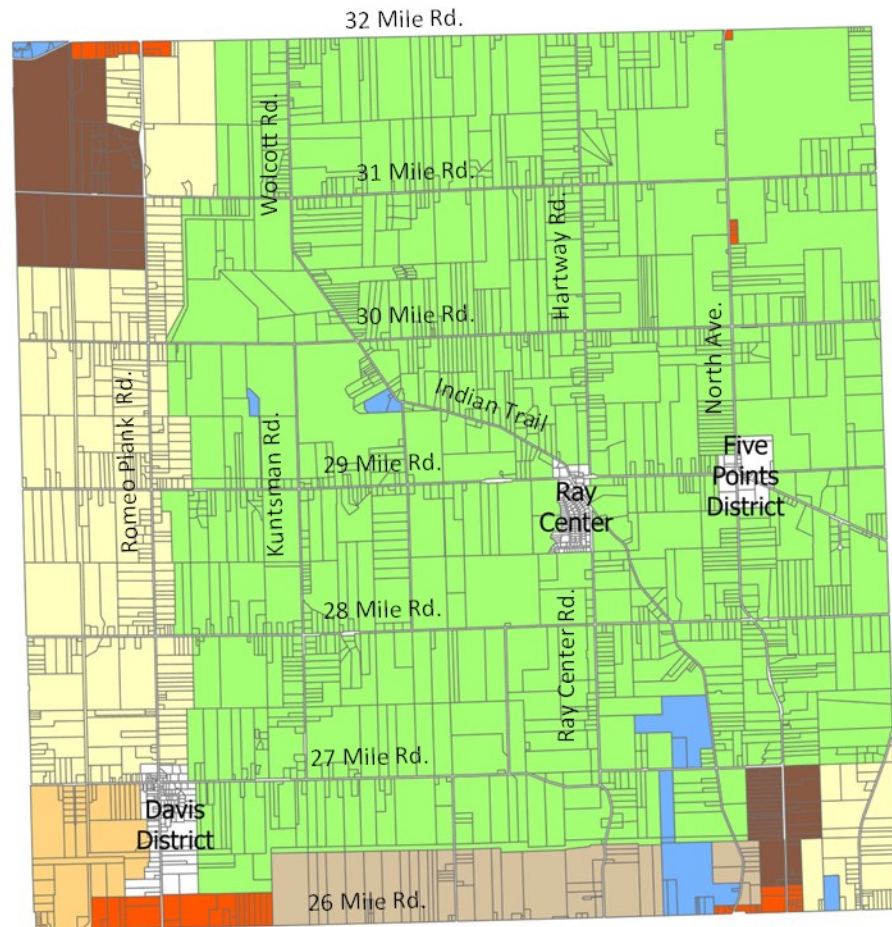 32 Mile Rd.
Wolcott Rd.
31 Mile Rd.
Hartway Rd.
30 Mile Rd.
North Ave.
Romeo Plank Rd.
Indian Trail
Kuntsman Rd.
29 Mile Rd.
Five
Points
District
Ray
Center
28 Mile Rd.
Ray Center Rd.
27 Mile Rd.
Davis
District
26 Mile Rd.